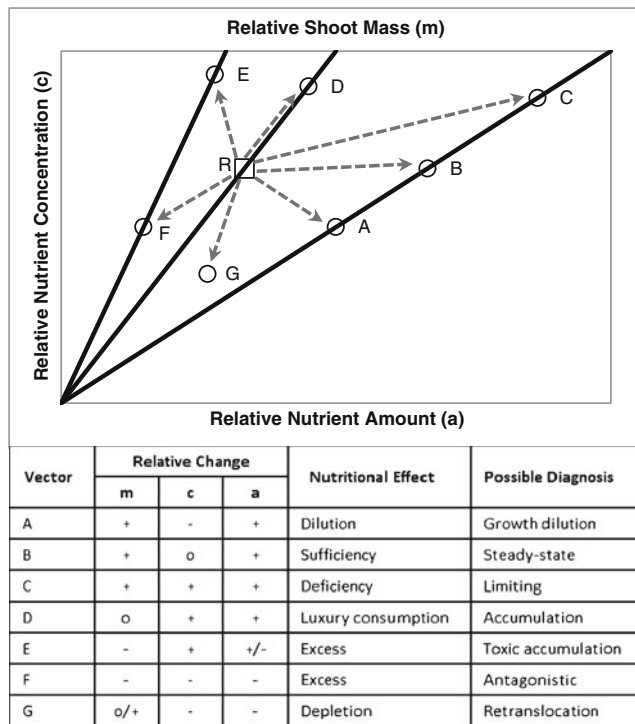 Relative Shoot Mass (m)
Relative Nutrient Concentration (c)
E
D
C
R
B
F
A
G
Relative Nutrient Amount (a)
Vector Relative Change Nutritional Effect Possible Diagnosis
m c a
A + - + Dilution Growth dilution
B + o + Sufficiency Steady-state
C + + + Deficiency Limiting
D o + + Luxury consumption Accumulation
E - + +/- Excess Toxic accumulation
F - - - Excess Antagonistic
G o/+ - - Depletion Retranslocation